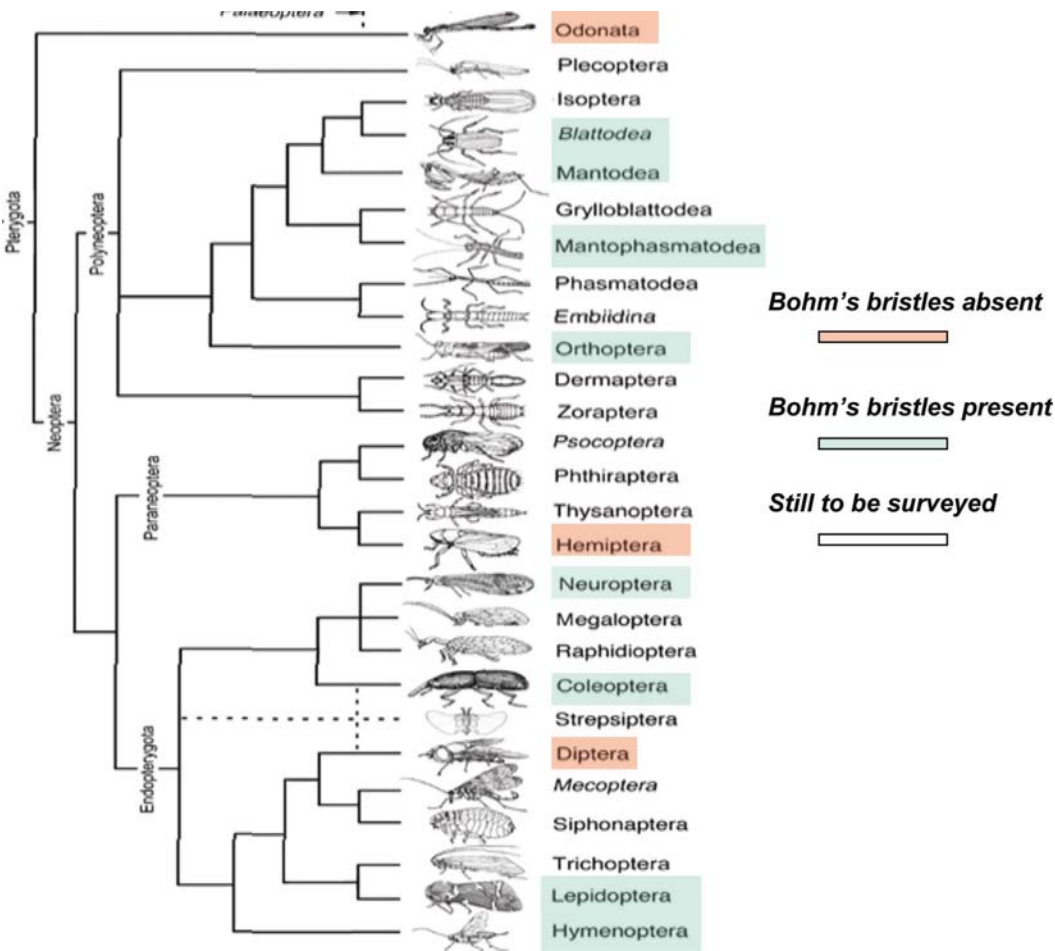 Palaeoptera
Odonata
Plecoptera
Isoptera
Blattodea
Mantodea
Grylloblattodea
Mantophasmatodea
Phasmatodea
Embiidina
Orthoptera
Dermaptera
Zoraptera
Psocoptera
Phthiraptera
Thysanoptera
Hemiptera
Neuroptera
Megaloptera
Raphidioptera
Coleoptera
Strepsiptera
Diptera
Mecoptera
Siphonaptera
Trichoptera
Lepidoptera
Hymenoptera
Pterygota
Neoptera
Polyneoptera
Paraneoptera
Endopterygota
Bohm's bristles absent
Bohm's bristles present
Still to be surveyed